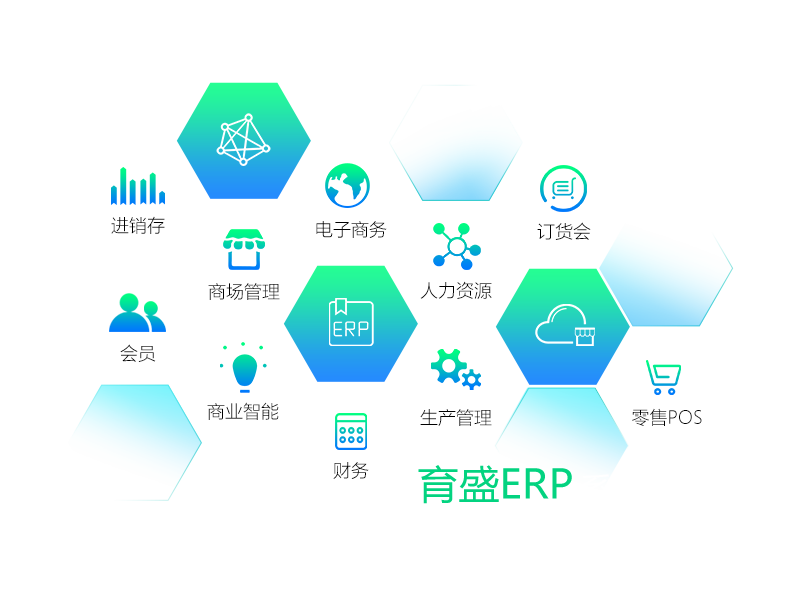 进销存
电子商务
订货会
商场管理
人力资源
ERP
会员
商业智能
生产管理
零售POS
财务
育盛ERP